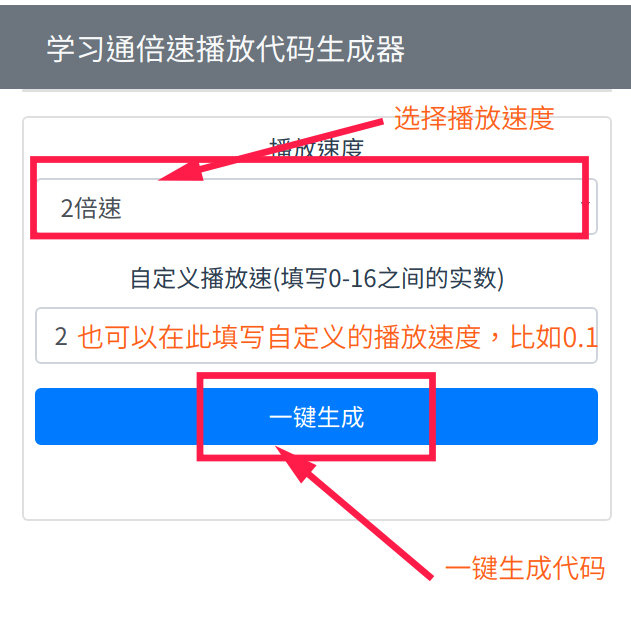 学习通倍速播放代码生成器
选择播放速度
播放速度
2倍速
自定义播放速(填写0-16之间的实数)
2 也可以在此填写自定义的播放速度，比如0.1
一键生成
一键生成代码